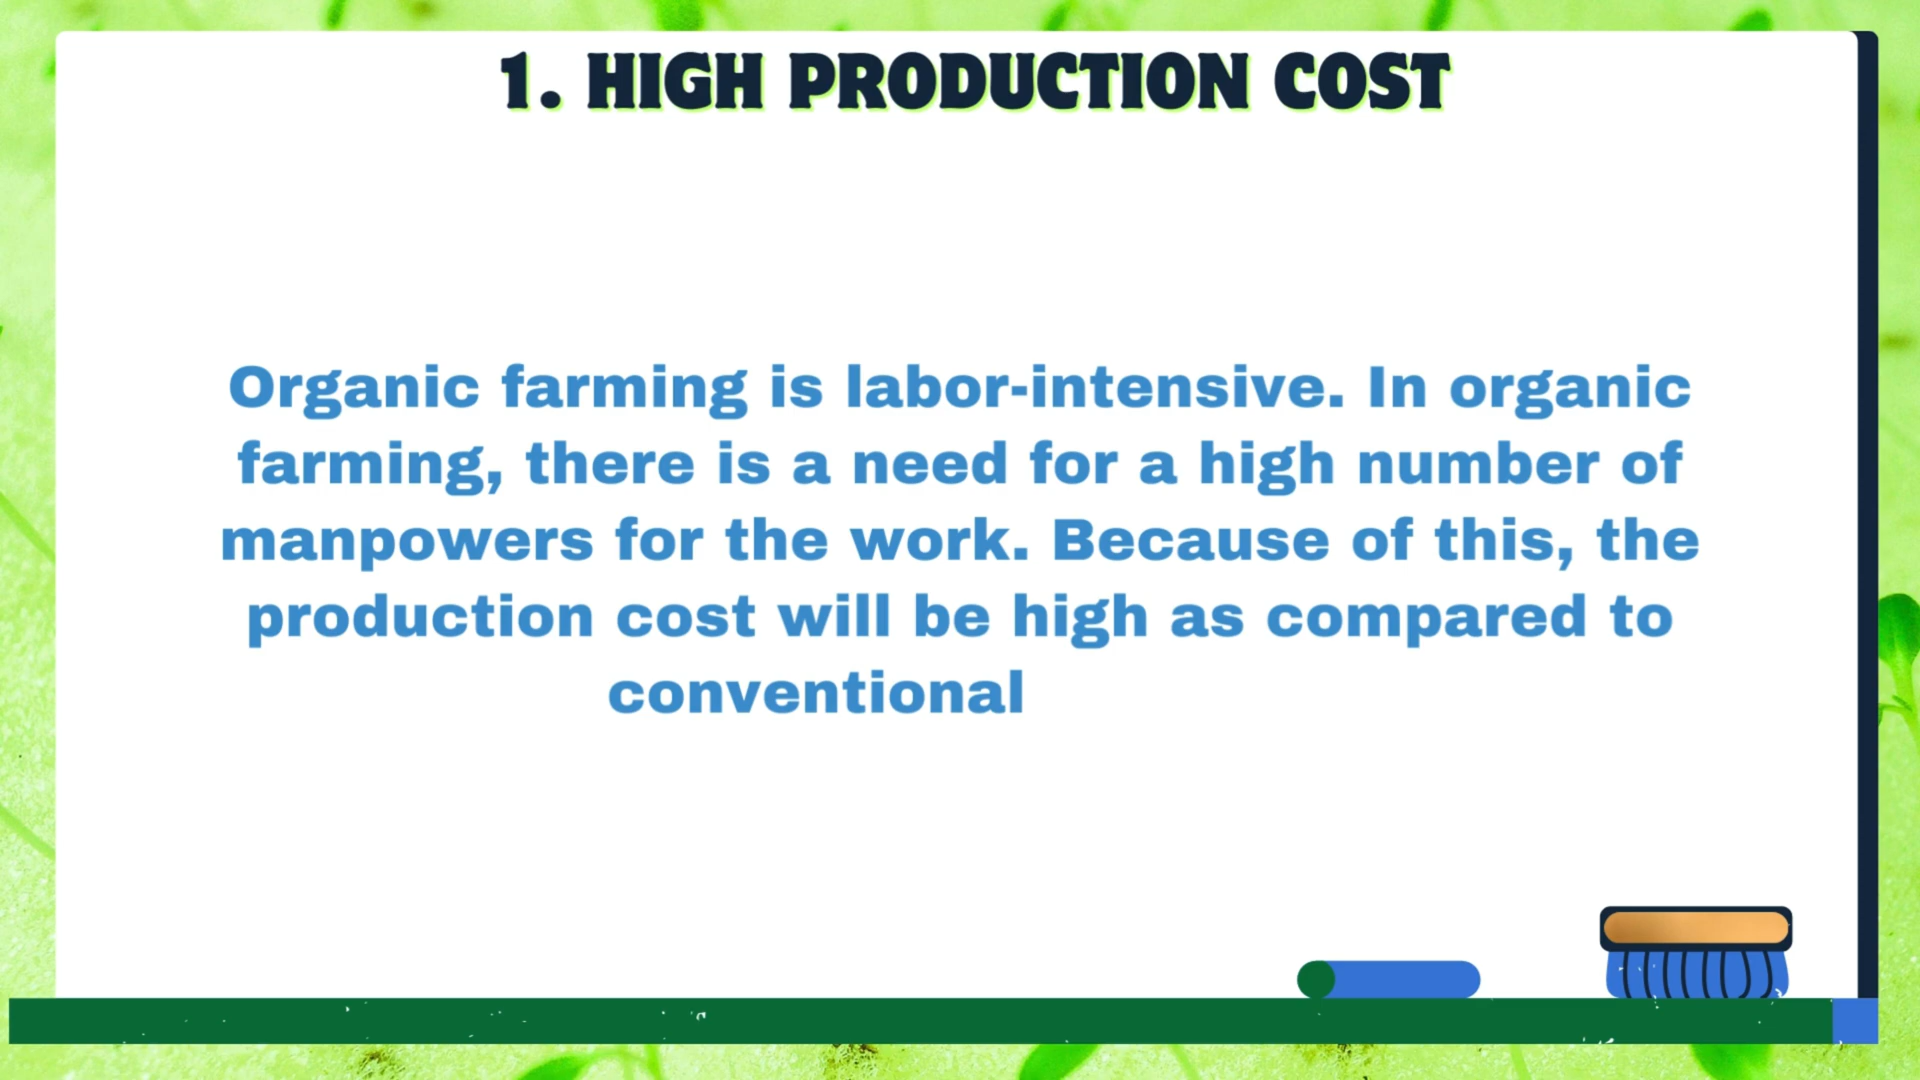 1. HIGH PRODUCTION COST
Organic farming is labor-intensive. In organic
farming, there is a need for a high number of
manpowers for the work. Because of this, the
production cost will be high as compared to
conventional